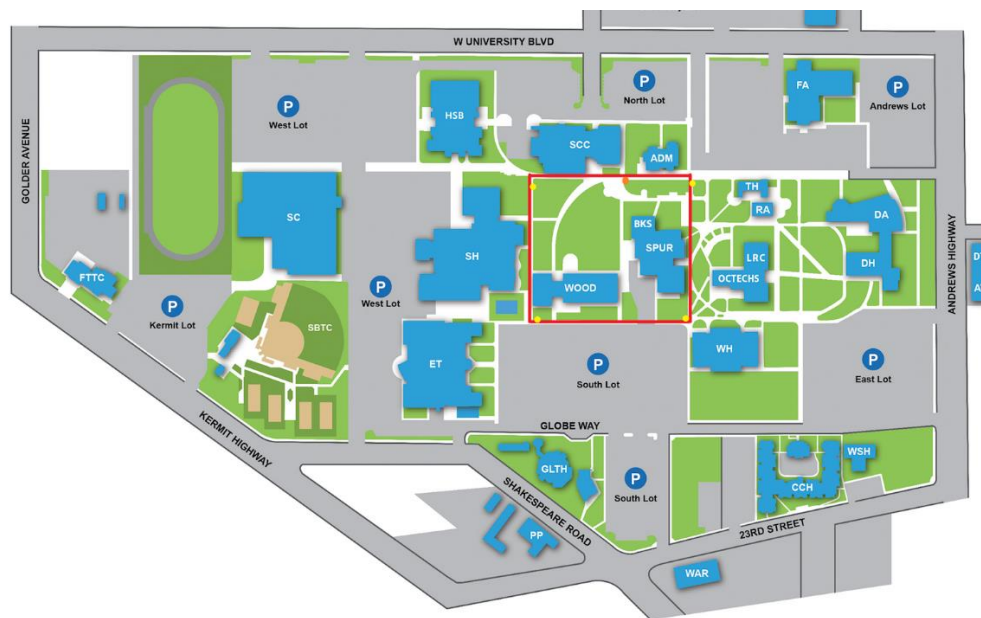 W UNIVERSITY BLVD
P
North Lot
FA
P
Andrews Lot
P
West Lot
HSB
SCC
ADM
GOLDER AVENUE
TH
RA
DA
SC
BKS
SPUR
SH
LRC
OCTECHS
DH
FTTC
WOOD
P
West Lot
P
Kermit Lot
SBTC
ANDREWS HIGHWAY
ET
P
South Lot
WH
P
East Lot
KERMIT HIGHWAY
GLOBE WAY
GLTH
P
South Lot
WSH
CCH
SHAKESPEARE ROAD
PP
23RD STREET
WAR